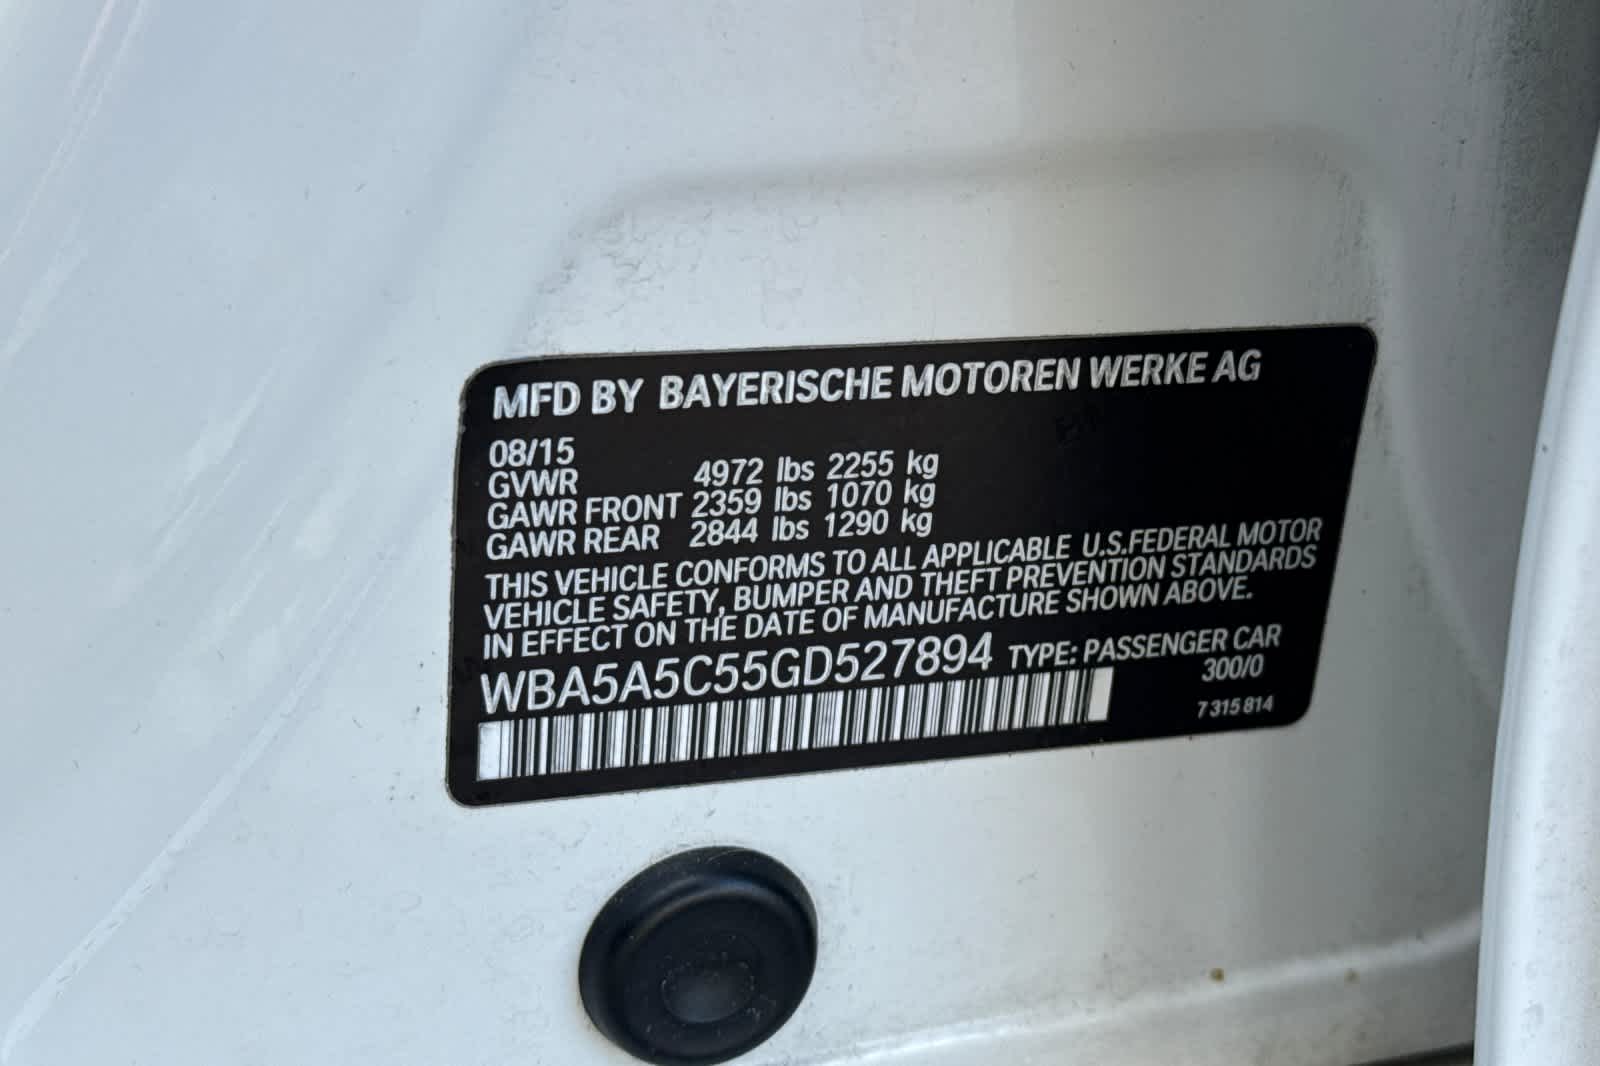 MFD BY BAYERISCHE MOTOREN WERKE AG
08/15
GVWR 4972 lbs 2255 kg
GAWR FRONT 2359 lbs 1070 kg
GAWR REAR 2844 lbs 1290 kg
THIS VEHICLE CONFORMS TO ALL APPLICABLE U.S.FEDERAL MOTOR
VEHICLE SAFETY, BUMPER AND THEFT PREVENTION STANDARDS
IN EFFECT ON THE DATE OF MANUFACTURE SHOWN ABOVE.
WBA5A5C55GD527894 TYPE: PASSENGER CAR
300/0
7 315 814